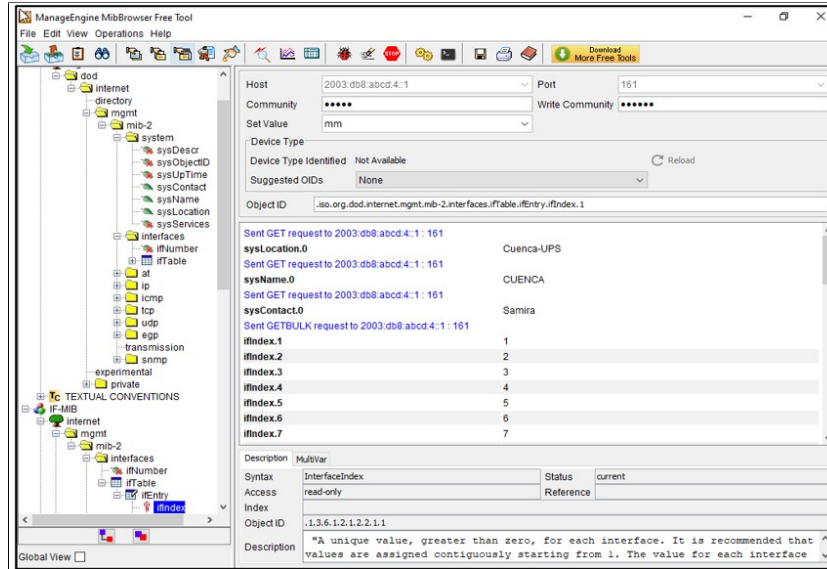 ManageEngine MibBrowser Free Tool
File Edit View Operations Help
Download
More Free Tools
dod
internet
directory
mgmt
mib-2
system
sysDescr
sysObjectID
sysUpTime
sysContact
sysName
sysLocation
sysServices
interfaces
ifNumber
ifTable
at
ip
icmp
tcp
udp
egp
transmission
snmp
experimental
private
Tc TEXTUAL CONVENTIONS
IF-MIB
internet
mgmt
mib-2
interfaces
ifNumber
ifTable
ifEntry
ifIndex
Global View
Host 2003:db8:abcd:4::1 Port 161
Community ••••• Write Community ••••••
Set Value mm
Device Type
Device Type Identified Not Available Reload
Suggested OIDs None
Object ID .iso.org.dod.internet.mgmt.mib-2.interfaces.ifTable.ifEntry.ifIndex.1
Sent GET request to 2003:db8:abcd:4::1 : 161
sysLocation.0 Cuenca-UPS
Sent GET request to 2003:db8:abcd:4::1 : 161
sysName.0 CUENCA
Sent GET request to 2003:db8:abcd:4::1 : 161
sysContact.0 Samira
Sent GETBULK request to 2003:db8:abcd:4::1 : 161
ifIndex.1 1
ifIndex.2 2
ifIndex.3 3
ifIndex.4 4
ifIndex.5 5
ifIndex.6 6
ifIndex.7 7
Description MultiVar
Syntax InterfaceIndex Status current
Access read-only Reference
Index
Object ID .1.3.6.1.2.1.2.2.1.1
Description "A unique value, greater than zero, for each interface. It is recommended that
values are assigned contiguously starting from 1. The value for each interface